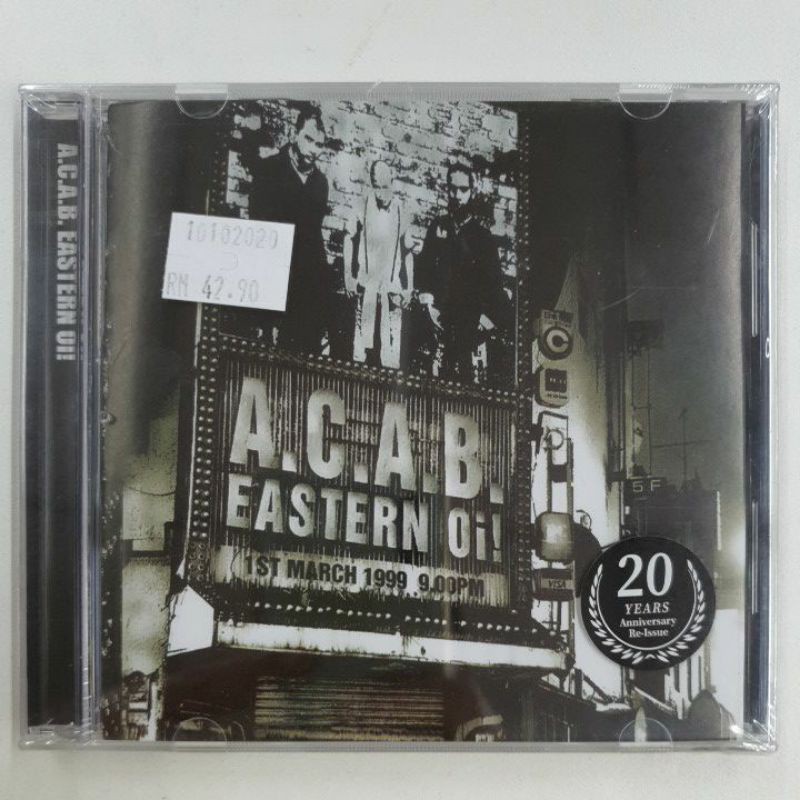 A.C.A.B. EASTERN Oi!
10102020
RM 42.90
A.C.A.B.
EASTERN Oi!
1ST MARCH 1999 9.00PM
5F
VISA
20
YEARS
Anniversary
Re-Issue